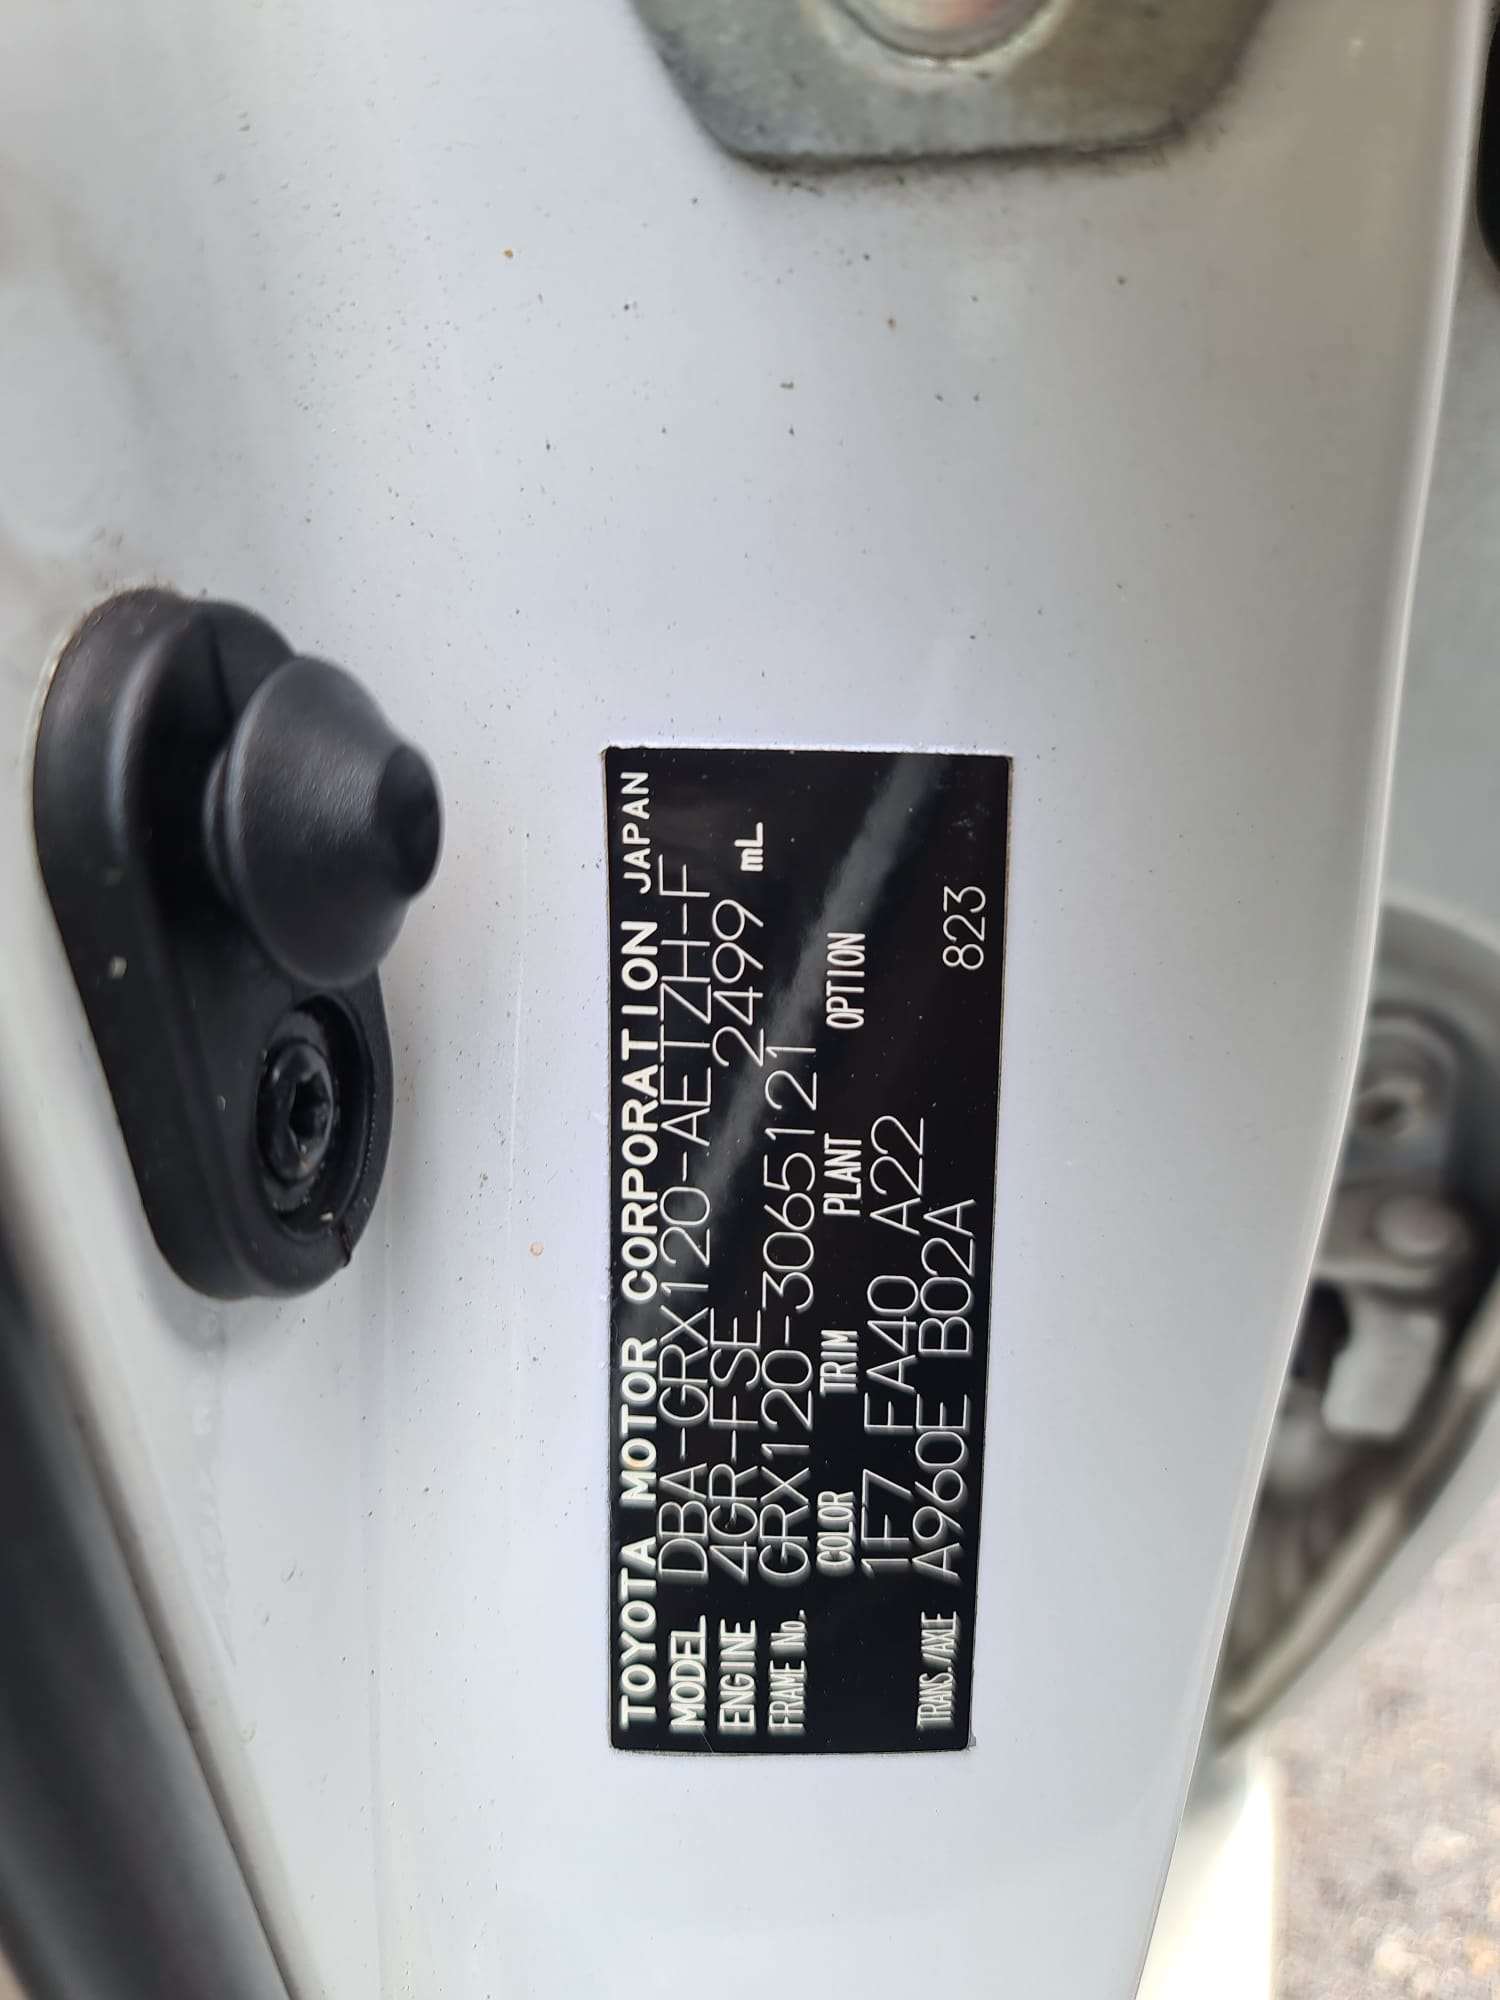 TOYOTA MOTOR CORPORATION JAPAN
MODEL DBA-GRX120-AETZH-F
ENGINE 4GR-FSE 2499 mL
FRAME No. GRX120-3065121
COLOR TRIM PLANT OPTION
1F7 FA40 A22
TRANS./AXLE A960E B02A 823